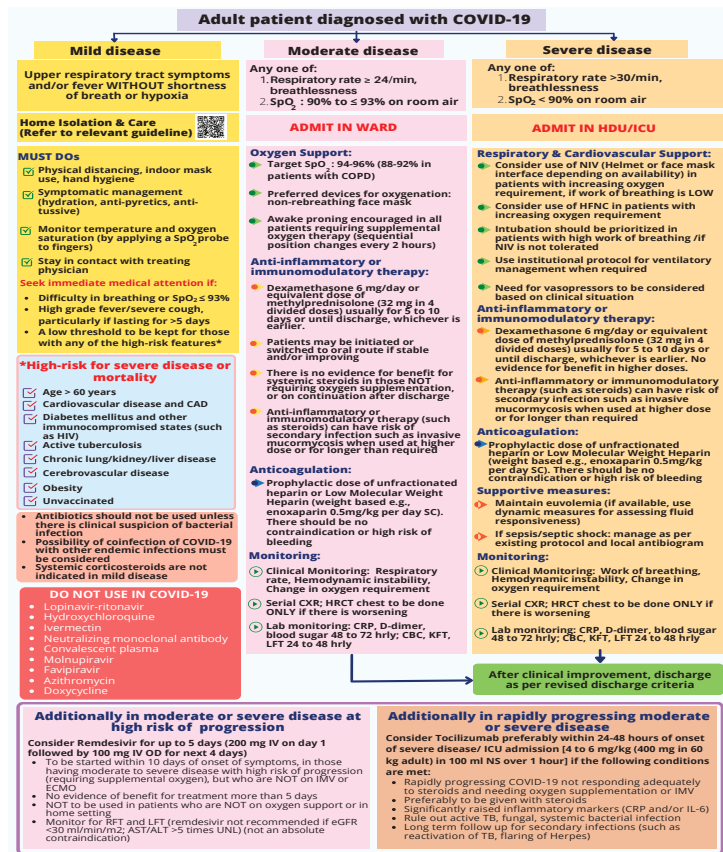 Adult patient diagnosed with COVID-19
Mild disease
Upper respiratory tract symptoms
and/or fever WITHOUT shortness
of breath or hypoxia
Home Isolation & Care
(Refer to relevant guideline)
MUST DOs
Physical distancing, indoor mask
use, hand hygiene
Symptomatic management
(hydration, anti-pyretics, anti-
tussive)
Monitor temperature and oxygen
saturation (by applying a SpO2 probe
to fingers)
Stay in contact with treating
physician
Seek immediate medical attention if:
• Difficulty in breathing or SpO2 ≤ 93%
• High grade fever/severe cough,
particularly if lasting for >5 days
• A low threshold to be kept for those
with any of the high-risk features*
*High-risk for severe disease or
mortality
Age > 60 years
Cardiovascular disease and CAD
Diabetes mellitus and other
immunocompromised states (such
as HIV)
Active tuberculosis
Chronic lung/kidney/liver disease
Cerebrovascular disease
Obesity
Unvaccinated
• Antibiotics should not be used unless
there is clinical suspicion of bacterial
infection
• Possibility of coinfection of COVID-19
with other endemic infections must
be considered
• Systemic corticosteroids are not
indicated in mild disease
DO NOT USE IN COVID-19
• Lopinavir-ritonavir
• Hydroxychloroquine
• Ivermectin
• Neutralizing monoclonal antibody
• Convalescent plasma
• Molnupiravir
• Favipiravir
• Azithromycin
• Doxycycline
Moderate disease
Any one of:
1. Respiratory rate ≥ 24/min,
breathlessness
2. SpO2 : 90% to ≤ 93% on room air
ADMIT IN WARD
Oxygen Support:
Target SpO2 : 94-96% (88-92% in
patients with COPD)
Preferred devices for oxygenation:
non-rebreathing face mask
Awake proning encouraged in all
patients requiring supplemental
oxygen therapy (sequential
position changes every 2 hours)
Anti-inflammatory or
immunomodulatory therapy:
Dexamethasone 6 mg/day or
equivalent dose of
methylprednisolone (32 mg in 4
divided doses) usually for 5 to 10
days or until discharge, whichever is
earlier.
Patients may be initiated or
switched to oral route if stable
and/or improving
There is no evidence for benefit for
systemic steroids in those NOT
requiring oxygen supplementation,
or on continuation after discharge
Anti-inflammatory or
immunomodulatory therapy (such
as steroids) can have risk of
secondary infection such as invasive
mucormycosis when used at higher
dose or for longer than required
Anticoagulation:
Prophylactic dose of unfractionated
heparin or Low Molecular Weight
Heparin (weight based e.g.,
enoxaparin 0.5mg/kg per day SC).
There should be no
contraindication or high risk of
bleeding
Monitoring:
Clinical Monitoring: Respiratory
rate, Hemodynamic instability,
Change in oxygen requirement
Serial CXR; HRCT chest to be done
ONLY if there is worsening
Lab monitoring: CRP, D-dimer,
blood sugar 48 to 72 hrly; CBC, KFT,
LFT 24 to 48 hrly
Severe disease
Any one of:
1. Respiratory rate >30/min,
breathlessness
2. SpO2 < 90% on room air
ADMIT IN HDU/ICU
Respiratory & Cardiovascular Support:
Consider use of NIV (Helmet or face mask
interface depending on availability) in
patients with increasing oxygen
requirement, if work of breathing is LOW
Consider use of HFNC in patients with
increasing oxygen requirement
Intubation should be prioritized in
patients with high work of breathing /if
NIV is not tolerated
Use institutional protocol for ventilatory
management when required
Need for vasopressors to be considered
based on clinical situation
Anti-inflammatory or
immunomodulatory therapy:
Dexamethasone 6 mg/day or equivalent
dose of methylprednisolone (32 mg in 4
divided doses) usually for 5 to 10 days or
until discharge, whichever is earlier. No
evidence for benefit in higher doses.
Anti-inflammatory or immunomodulatory
therapy (such as steroids) can have risk of
secondary infection such as invasive
mucormycosis when used at higher dose
or for longer than required
Anticoagulation:
Prophylactic dose of unfractionated
heparin or Low Molecular Weight Heparin
(weight based e.g., enoxaparin 0.5mg/kg
per day SC). There should be no
contraindication or high risk of bleeding
Supportive measures:
Maintain euvolemia (if available, use
dynamic measures for assessing fluid
responsiveness)
If sepsis/septic shock: manage as per
existing protocol and local antibiogram
Monitoring:
Clinical Monitoring: Work of breathing,
Hemodynamic instability, Change in
oxygen requirement
Serial CXR; HRCT chest to be done ONLY if
there is worsening
Lab monitoring: CRP, D-dimer, blood sugar
48 to 72 hrly; CBC, KFT, LFT 24 to 48 hrly
After clinical improvement, discharge
as per revised discharge criteria
Additionally in moderate or severe disease at
high risk of progression
Consider Remdesivir for up to 5 days (200 mg IV on day 1
followed by 100 mg IV OD for next 4 days)
• To be started within 10 days of onset of symptoms, in those
having moderate to severe disease with high risk of progression
(requiring supplemental oxygen), but who are NOT on IMV or
ECMO
• No evidence of benefit for treatment more than 5 days
• NOT to be used in patients who are NOT on oxygen support or in
home setting
• Monitor for RFT and LFT (remdesivir not recommended if eGFR
<30 ml/min/m2; AST/ALT >5 times UNL) (not an absolute
contraindication)
Additionally in rapidly progressing moderate
or severe disease
Consider Tocilizumab preferably within 24-48 hours of onset
of severe disease/ ICU admission [4 to 6 mg/kg (400 mg in 60
kg adult) in 100 ml NS over 1 hour] if the following conditions
are met:
• Rapidly progressing COVID-19 not responding adequately
to steroids and needing oxygen supplementation or IMV
• Preferably to be given with steroids
• Significantly raised inflammatory markers (CRP and/or IL-6)
• Rule out active TB, fungal, systemic bacterial infection
• Long term follow up for secondary infections (such as
reactivation of TB, flaring of Herpes)